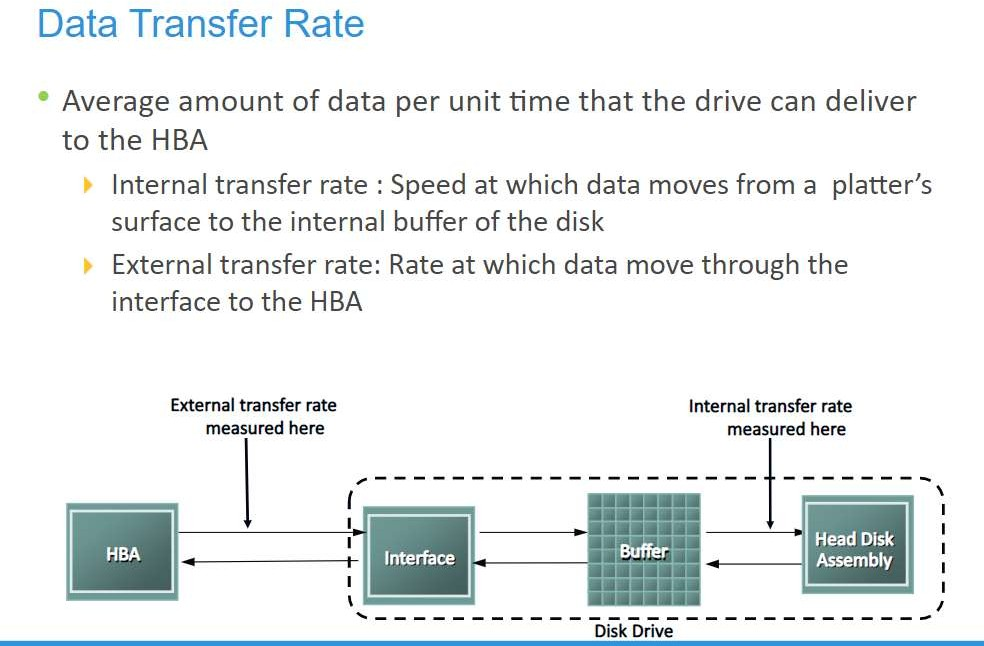 Data Transfer Rate
• Average amount of data per unit time that the drive can deliver
to the HBA
Internal transfer rate : Speed at which data moves from a platter’s
surface to the internal buffer of the disk
External transfer rate: Rate at which data move through the
interface to the HBA
External transfer rate
measured here
Internal transfer rate
measured here
HBA
Interface
Buffer
Head Disk
Assembly
Disk Drive